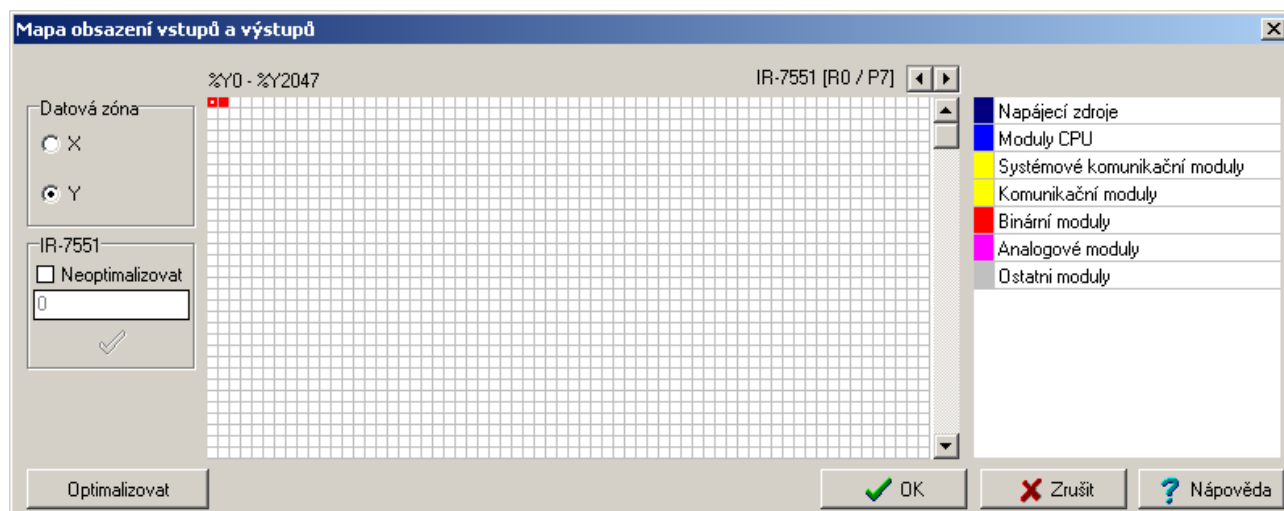 Mapa obsazení vstupů a výstupů
%Y0 - %Y2047
IR-7551 [R0 / P7]
Datová zóna
X
Y
IR-7551
Neoptimalizovat
0
Napájecí zdroje
Moduly CPU
Systémové komunikační moduly
Komunikační moduly
Binární moduly
Analogové moduly
Ostatni moduly
Optimalizovat
OK
Zrušit
Nápověda